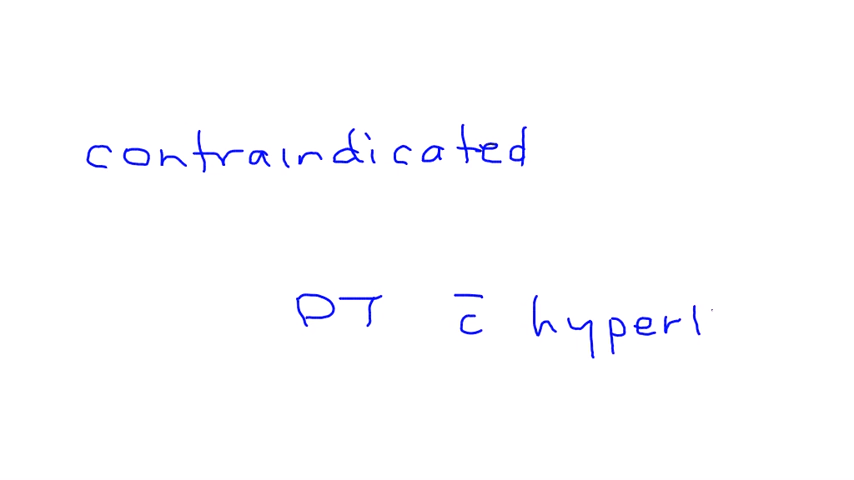 contraindicated
PT c̄ hyperl